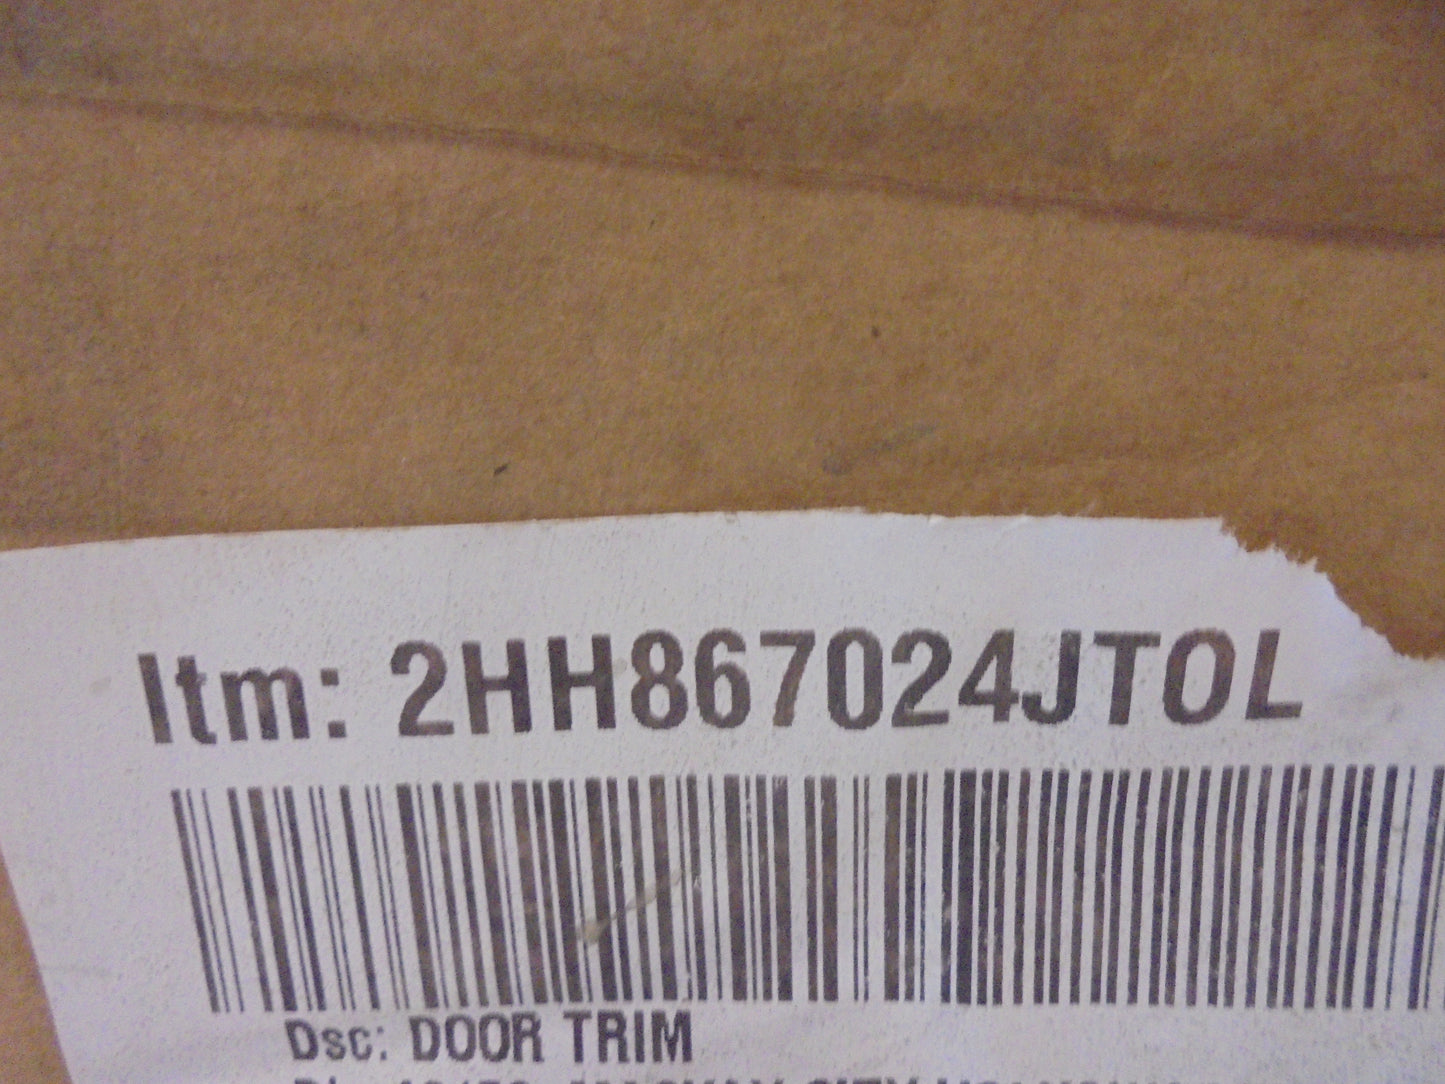 Itm: 2HH867024JTOL
Dsc: DOOR TRIM